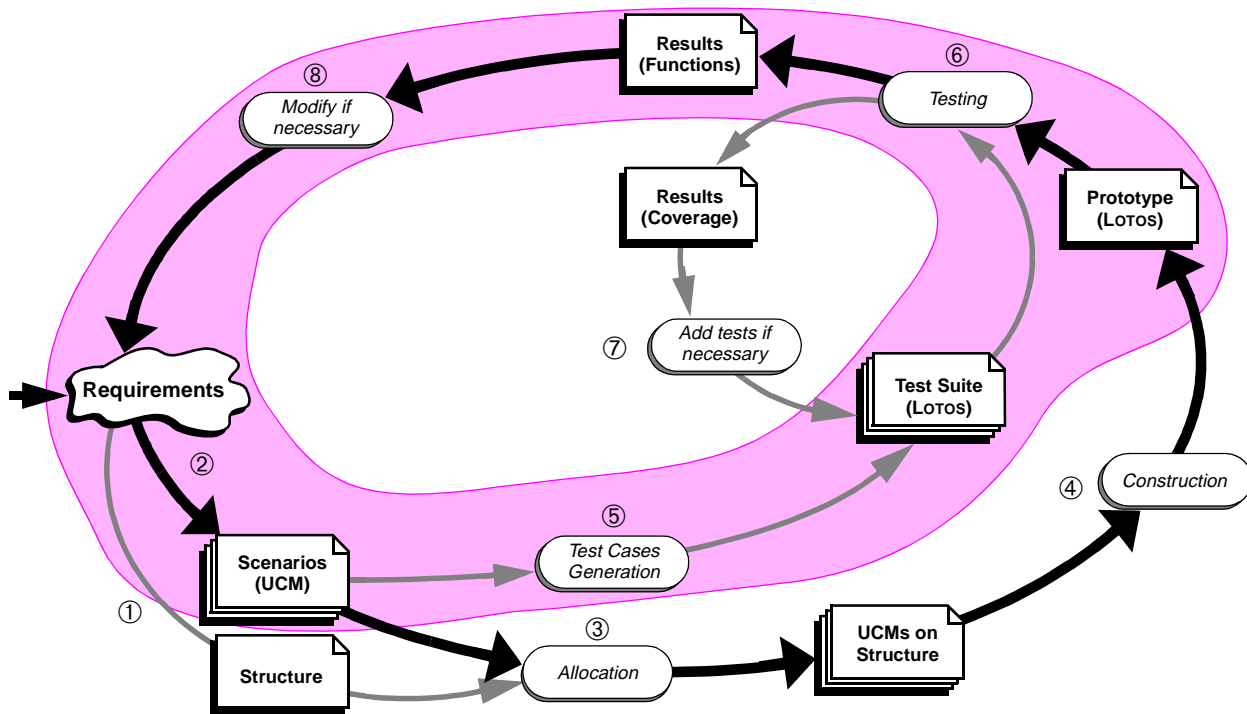 Results
(Functions)
⑥
Testing
⑧
Modify if
necessary
Results
(Coverage)
Prototype
(LOTOS)
⑦
Add tests if
necessary
Requirements
Test Suite
(LOTOS)
②
④
Construction
⑤
Test Cases
Generation
Scenarios
(UCM)
①
③
UCMs on
Structure
Structure
Allocation